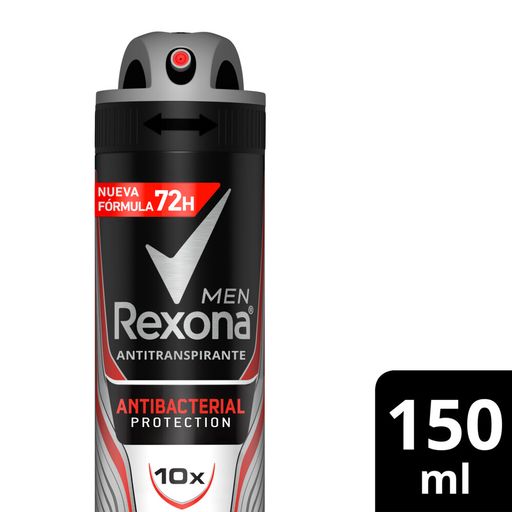 NUEVA
FÓRMULA 72H
MEN
Rexona®
ANTITRANSPIRANTE
ANTIBACTERIAL
PROTECTION
10x
150
ml